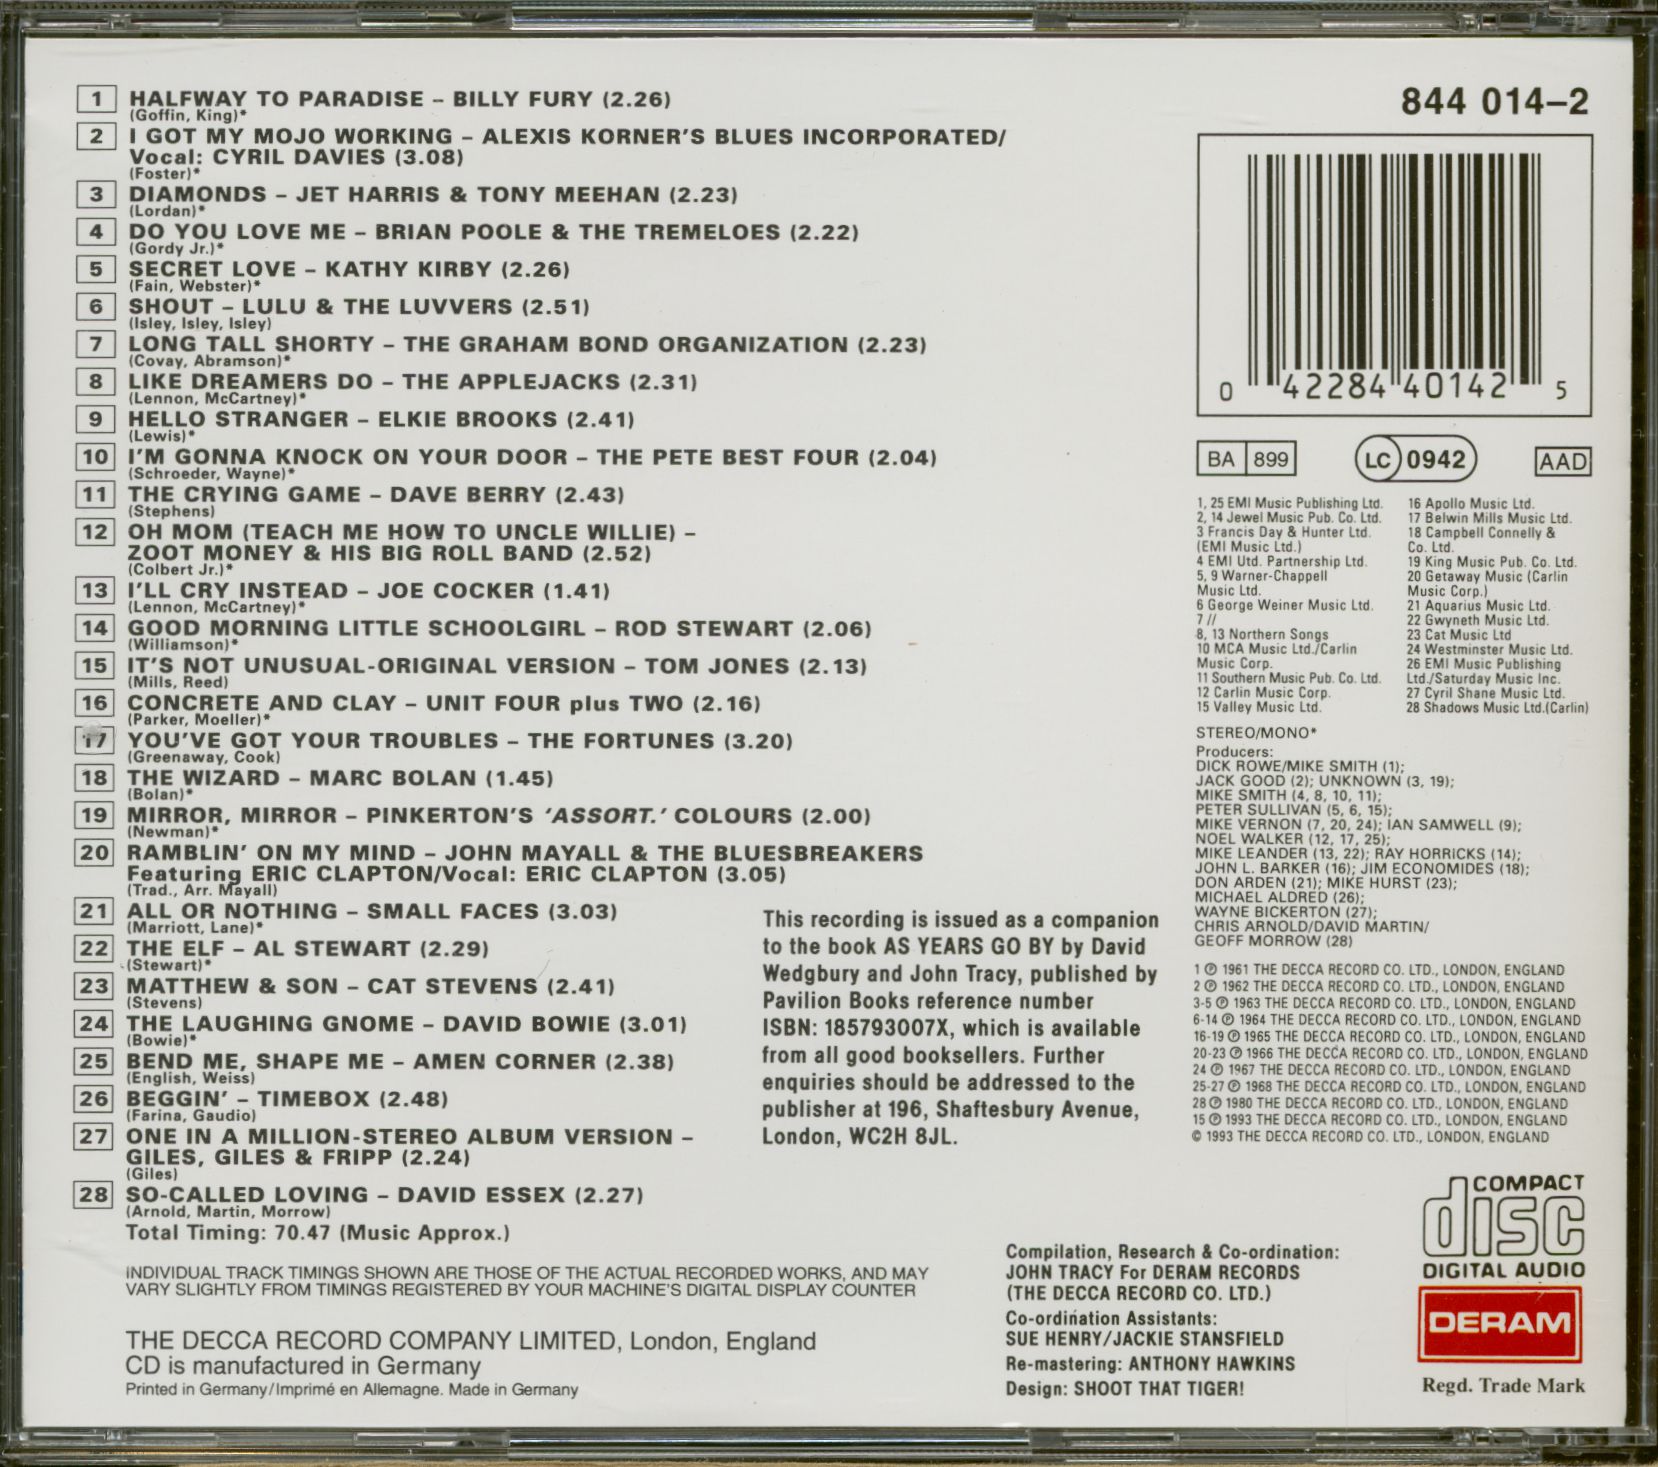 1 HALFWAY TO PARADISE – BILLY FURY (2.26)
(Goffin, King)*
2 I GOT MY MOJO WORKING – ALEXIS KORNER'S BLUES INCORPORATED/
Vocal: CYRIL DAVIES (3.08)
(Foster)*
3 DIAMONDS – JET HARRIS & TONY MEEHAN (2.23)
(Lordan)*
4 DO YOU LOVE ME – BRIAN POOLE & THE TREMELOES (2.22)
(Gordy Jr.)*
5 SECRET LOVE – KATHY KIRBY (2.26)
(Fain, Webster)*
6 SHOUT – LULU & THE LUVVERS (2.51)
(Isley, Isley, Isley)
7 LONG TALL SHORTY – THE GRAHAM BOND ORGANIZATION (2.23)
(Covay, Abramson)*
8 LIKE DREAMERS DO – THE APPLEJACKS (2.31)
(Lennon, McCartney)*
9 HELLO STRANGER – ELKIE BROOKS (2.41)
(Lewis)*
10 I'M GONNA KNOCK ON YOUR DOOR – THE PETE BEST FOUR (2.04)
(Schroeder, Wayne)*
11 THE CRYING GAME – DAVE BERRY (2.43)
(Stephens)
12 OH MOM (TEACH ME HOW TO UNCLE WILLIE) –
ZOOT MONEY & HIS BIG ROLL BAND (2.52)
(Colbert Jr.)*
13 I'LL CRY INSTEAD – JOE COCKER (1.41)
(Lennon, McCartney)*
14 GOOD MORNING LITTLE SCHOOLGIRL – ROD STEWART (2.06)
(Williamson)*
15 IT'S NOT UNUSUAL-ORIGINAL VERSION – TOM JONES (2.13)
(Mills, Reed)
16 CONCRETE AND CLAY – UNIT FOUR plus TWO (2.16)
(Parker, Moeller)*
17 YOU'VE GOT YOUR TROUBLES – THE FORTUNES (3.20)
(Greenaway, Cook)
18 THE WIZARD – MARC BOLAN (1.45)
(Bolan)*
19 MIRROR, MIRROR – PINKERTON'S 'ASSORT.' COLOURS (2.00)
(Newman)*
20 RAMBLIN' ON MY MIND – JOHN MAYALL & THE BLUESBREAKERS
Featuring ERIC CLAPTON/Vocal: ERIC CLAPTON (3.05)
(Trad., Arr. Mayall)
21 ALL OR NOTHING – SMALL FACES (3.03)
(Marriott, Lane)*
22 THE ELF – AL STEWART (2.29)
(Stewart)*
23 MATTHEW & SON – CAT STEVENS (2.41)
(Stevens)
24 THE LAUGHING GNOME – DAVID BOWIE (3.01)
(Bowie)*
25 BEND ME, SHAPE ME – AMEN CORNER (2.38)
(English, Weiss)
26 BEGGIN' – TIMEBOX (2.48)
(Farina, Gaudio)
27 ONE IN A MILLION-STEREO ALBUM VERSION –
GILES, GILES & FRIPP (2.24)
(Giles)
28 SO-CALLED LOVING – DAVID ESSEX (2.27)
(Arnold, Martin, Morrow)
Total Timing: 70.47 (Music Approx.)
INDIVIDUAL TRACK TIMINGS SHOWN ARE THOSE OF THE ACTUAL RECORDED WORKS, AND MAY
VARY SLIGHTLY FROM TIMINGS REGISTERED BY YOUR MACHINE'S DIGITAL DISPLAY COUNTER
THE DECCA RECORD COMPANY LIMITED, London, England
CD is manufactured in Germany
Printed in Germany/Imprimé en Allemagne. Made in Germany
This recording is issued as a companion
to the book AS YEARS GO BY by David
Wedgbury and John Tracy, published by
Pavilion Books reference number
ISBN: 185793007X, which is available
from all good booksellers. Further
enquiries should be addressed to the
publisher at 196, Shaftesbury Avenue,
London, WC2H 8JL.
Compilation, Research & Co-ordination:
JOHN TRACY For DERAM RECORDS
(THE DECCA RECORD CO. LTD.)
Co-ordination Assistants:
SUE HENRY/JACKIE STANSFIELD
Re-mastering: ANTHONY HAWKINS
Design: SHOOT THAT TIGER!
844 014–2
0 42284 40142 5
BA 899 LC 0942 AAD
1, 25 EMI Music Publishing Ltd.
2, 14 Jewel Music Pub. Co. Ltd.
3 Francis Day & Hunter Ltd.
(EMI Music Ltd.)
4 EMI Utd. Partnership Ltd.
5, 9 Warner-Chappell
Music Ltd.
6 George Weiner Music Ltd.
7 //
8, 13 Northern Songs
10 MCA Music Ltd./Carlin
Music Corp.
11 Southern Music Pub. Co. Ltd.
12 Carlin Music Corp.
15 Valley Music Ltd.
16 Apollo Music Ltd.
17 Belwin Mills Music Ltd.
18 Campbell Connelly &
Co. Ltd.
19 King Music Pub. Co. Ltd.
20 Getaway Music (Carlin
Music Corp.)
21 Aquarius Music Ltd.
22 Gwyneth Music Ltd.
23 Cat Music Ltd
24 Westminster Music Ltd.
26 EMI Music Publishing
Ltd./Saturday Music Inc.
27 Cyril Shane Music Ltd.
28 Shadows Music Ltd.(Carlin)
STEREO/MONO*
Producers:
DICK ROWE/MIKE SMITH (1);
JACK GOOD (2); UNKNOWN (3, 19);
MIKE SMITH (4, 8, 10, 11);
PETER SULLIVAN (5, 6, 15);
MIKE VERNON (7, 20, 24); IAN SAMWELL (9);
NOEL WALKER (12, 17, 25);
MIKE LEANDER (13, 22); RAY HORRICKS (14);
JOHN L. BARKER (16); JIM ECONOMIDES (18);
DON ARDEN (21); MIKE HURST (23);
MICHAEL ALDRED (26);
WAYNE BICKERTON (27);
CHRIS ARNOLD/DAVID MARTIN/
GEOFF MORROW (28)
1 ℗ 1961 THE DECCA RECORD CO. LTD., LONDON, ENGLAND
2 ℗ 1962 THE DECCA RECORD CO. LTD., LONDON, ENGLAND
3-5 ℗ 1963 THE DECCA RECORD CO. LTD., LONDON, ENGLAND
6-14 ℗ 1964 THE DECCA RECORD CO. LTD., LONDON, ENGLAND
16-19 ℗ 1965 THE DECCA RECORD CO. LTD., LONDON, ENGLAND
20-23 ℗ 1966 THE DECCA RECORD CO. LTD., LONDON, ENGLAND
24 ℗ 1967 THE DECCA RECORD CO. LTD., LONDON, ENGLAND
25-27 ℗ 1968 THE DECCA RECORD CO. LTD., LONDON, ENGLAND
28 ℗ 1980 THE DECCA RECORD CO. LTD., LONDON, ENGLAND
15 ℗ 1993 THE DECCA RECORD CO. LTD., LONDON, ENGLAND
© 1993 THE DECCA RECORD CO. LTD., LONDON, ENGLAND
COMPACT
disc
DIGITAL AUDIO
DERAM
Regd. Trade Mark